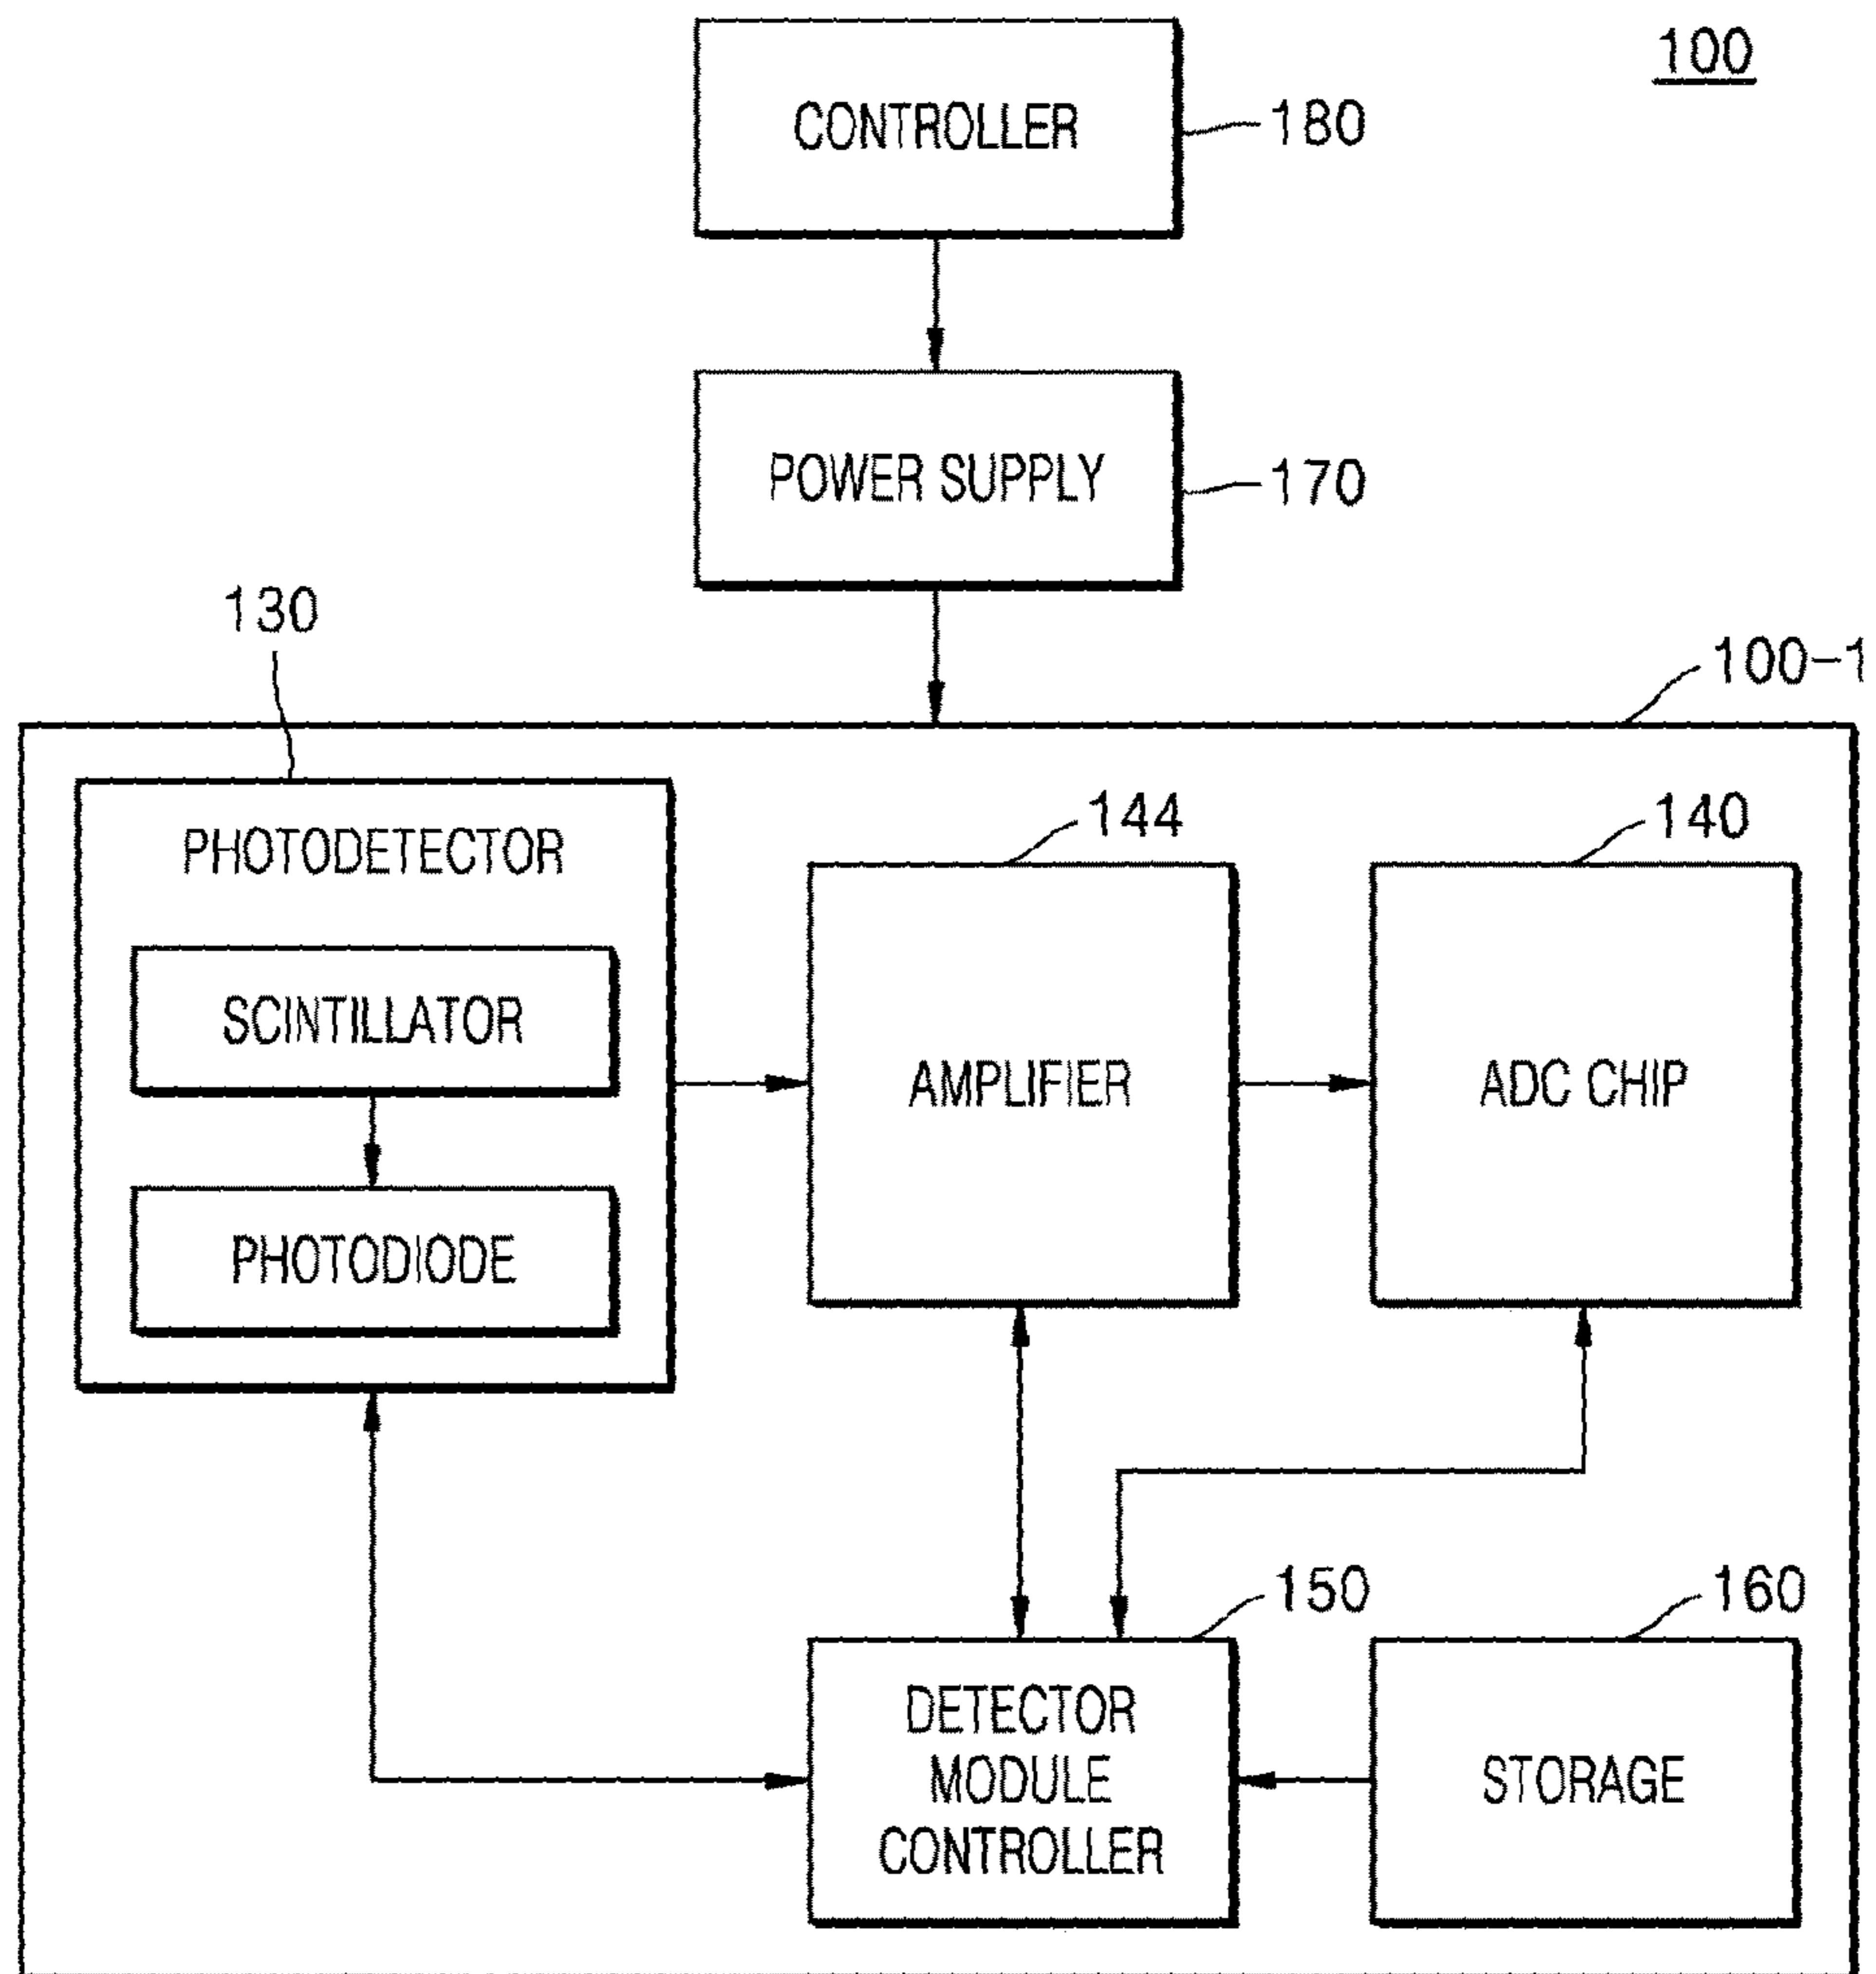 100
CONTROLLER
180
POWER SUPPLY
170
130
100-1
PHOTODETECTOR
144
140
SCINTILLATOR
AMPLIFIER
ADC CHIP
PHOTODIODE
150
160
DETECTOR
MODULE
CONTROLLER
STORAGE